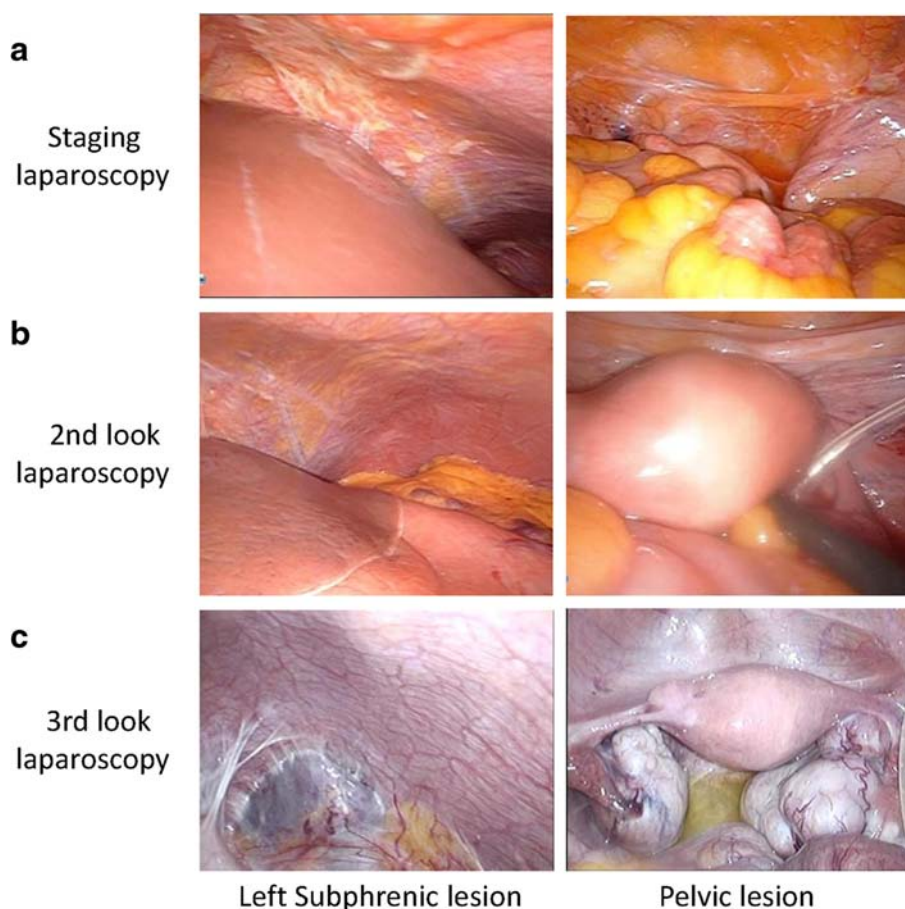 a
Staging
laparoscopy
b
2nd look
laparoscopy
c
3rd look
laparoscopy
Left Subphrenic lesion
Pelvic lesion